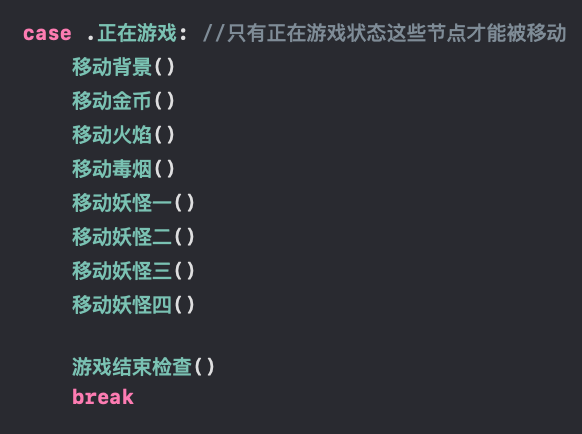 case .正在游戏: //只有正在游戏状态这些节点才能被移动
移动背景()
移动金币()
移动火焰()
移动毒烟()
移动妖怪一()
移动妖怪二()
移动妖怪三()
移动妖怪四()
游戏结束检查()
break